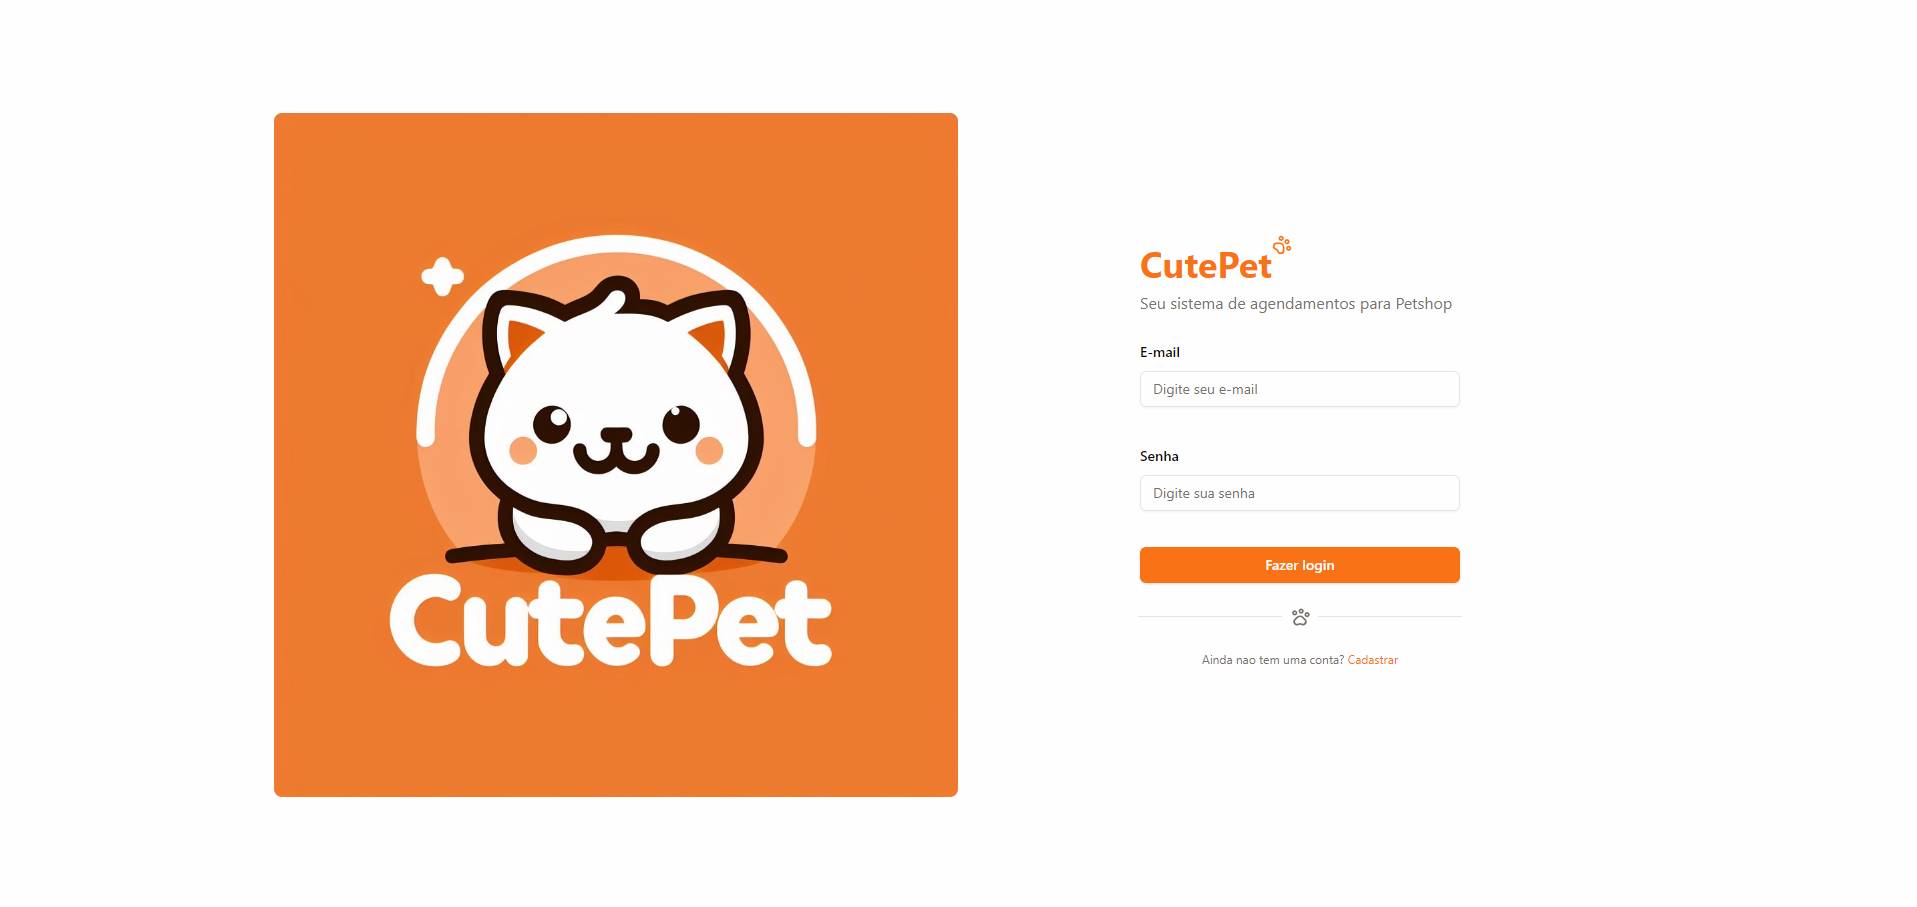 CutePet
CutePet
Seu sistema de agendamentos para Petshop
E-mail
Digite seu e-mail
Senha
Digite sua senha
Fazer login
Ainda nao tem uma conta? Cadastrar